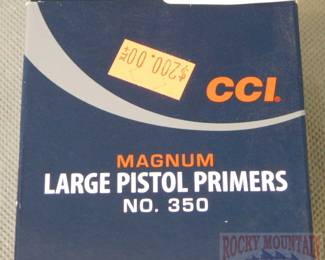 $200.00
CCI.
MAGNUM
LARGE PISTOL PRIMERS
NO. 350
ROCKY MOUNTAIN